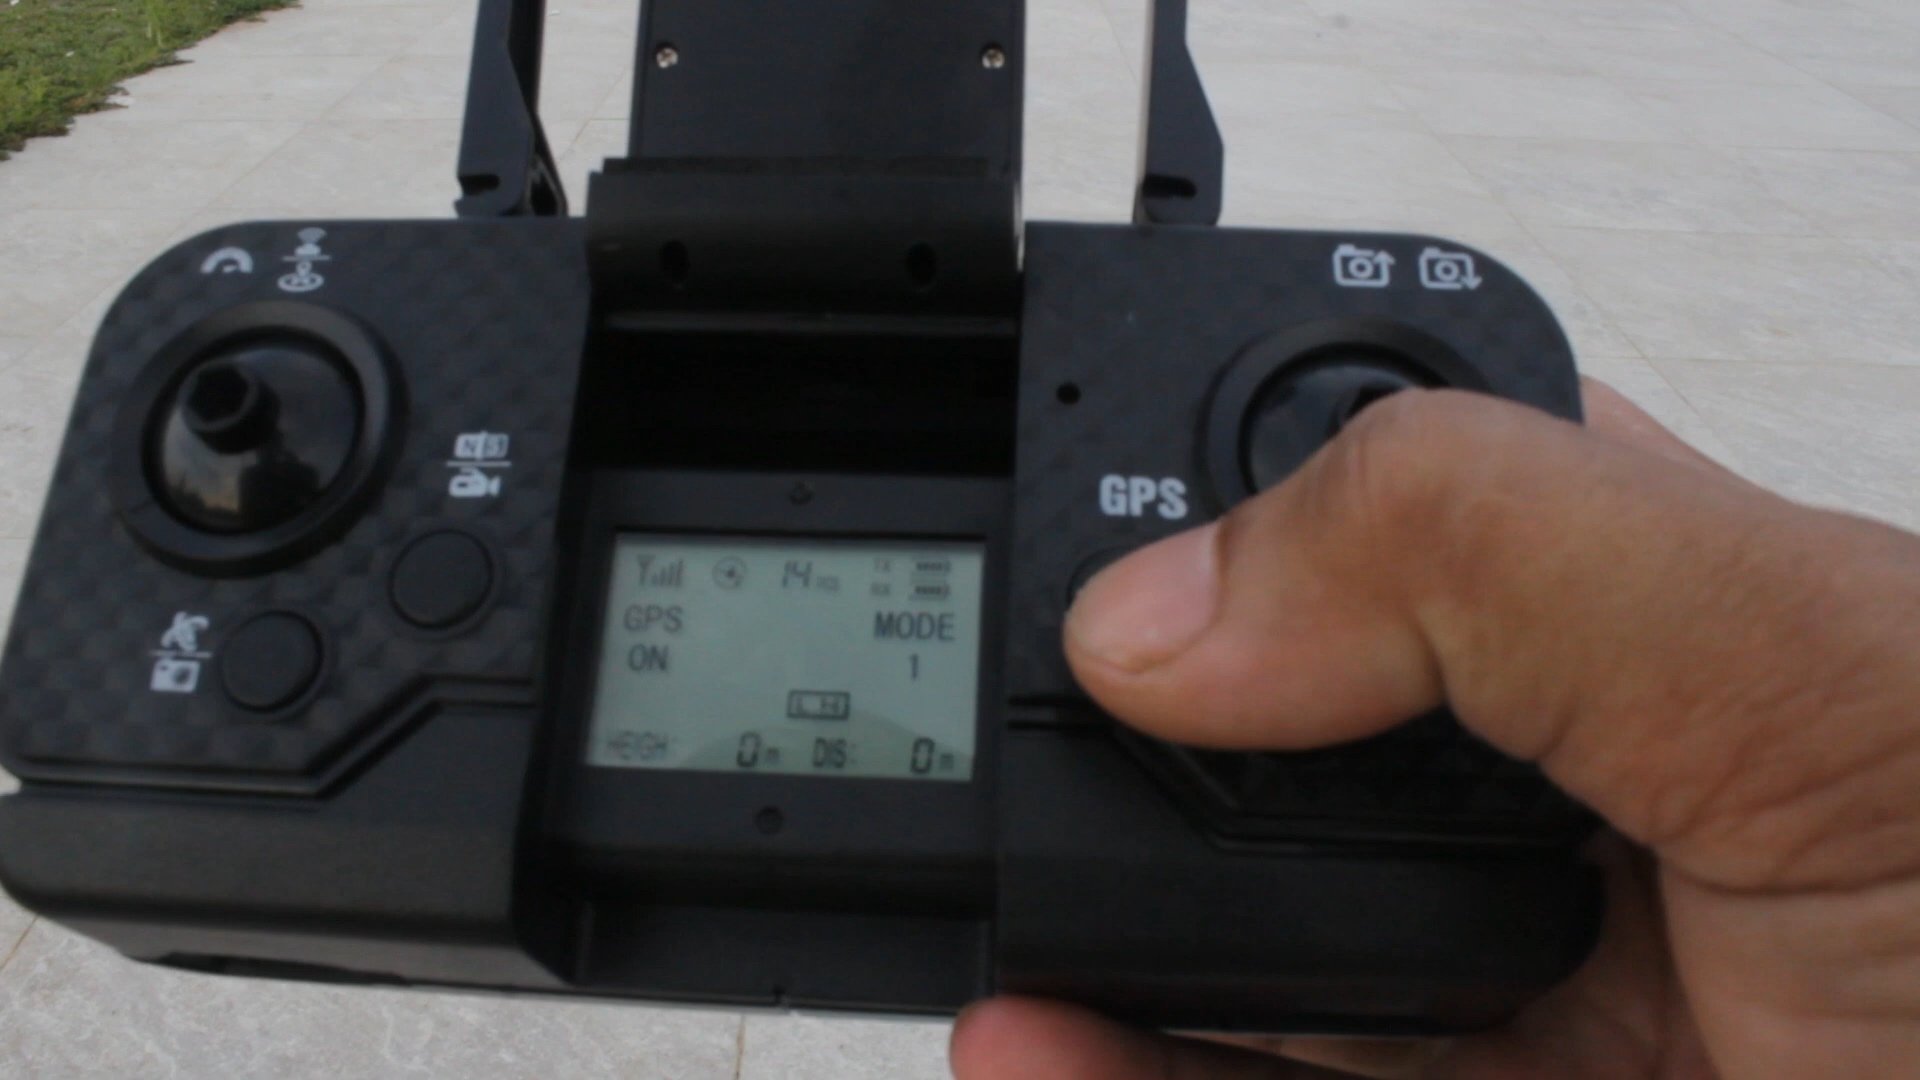 N S
GPS
14
TX
RX
GPS
MODE
ON
1
HEIGH: 0m DIS: 0m